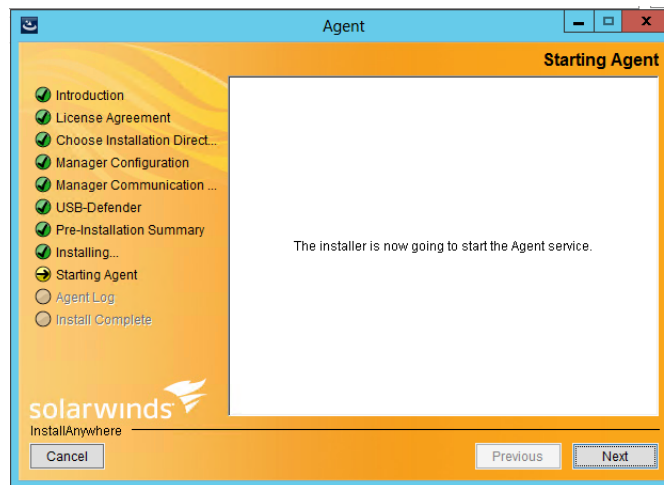 Agent
Starting Agent
Introduction
License Agreement
Choose Installation Direct...
Manager Configuration
Manager Communication ...
USB-Defender
Pre-Installation Summary
Installing...
Starting Agent
Agent Log
Install Complete
The installer is now going to start the Agent service.
solarwinds
InstallAnywhere
Cancel
Previous
Next